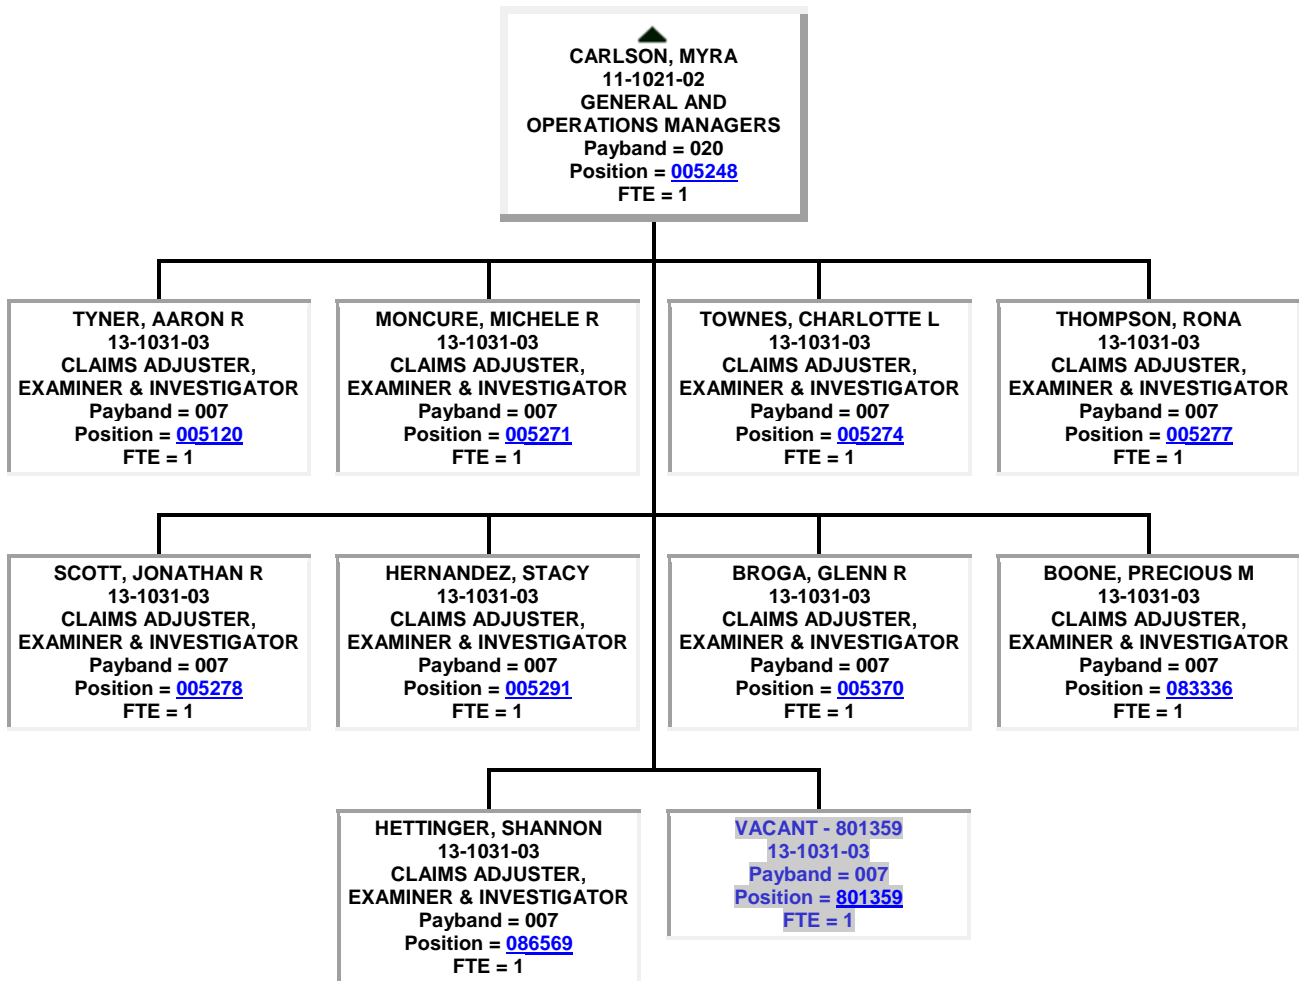 CARLSON, MYRA
11-1021-02
GENERAL AND
OPERATIONS MANAGERS
Payband = 020
Position = 005248
FTE = 1
TYNER, AARON R
13-1031-03
CLAIMS ADJUSTER,
EXAMINER & INVESTIGATOR
Payband = 007
Position = 005120
FTE = 1
MONCURE, MICHELE R
13-1031-03
CLAIMS ADJUSTER,
EXAMINER & INVESTIGATOR
Payband = 007
Position = 005271
FTE = 1
TOWNES, CHARLOTTE L
13-1031-03
CLAIMS ADJUSTER,
EXAMINER & INVESTIGATOR
Payband = 007
Position = 005274
FTE = 1
THOMPSON, RONA
13-1031-03
CLAIMS ADJUSTER,
EXAMINER & INVESTIGATOR
Payband = 007
Position = 005277
FTE = 1
SCOTT, JONATHAN R
13-1031-03
CLAIMS ADJUSTER,
EXAMINER & INVESTIGATOR
Payband = 007
Position = 005278
FTE = 1
HERNANDEZ, STACY
13-1031-03
CLAIMS ADJUSTER,
EXAMINER & INVESTIGATOR
Payband = 007
Position = 005291
FTE = 1
BROGA, GLENN R
13-1031-03
CLAIMS ADJUSTER,
EXAMINER & INVESTIGATOR
Payband = 007
Position = 005370
FTE = 1
BOONE, PRECIOUS M
13-1031-03
CLAIMS ADJUSTER,
EXAMINER & INVESTIGATOR
Payband = 007
Position = 083336
FTE = 1
HETTINGER, SHANNON
13-1031-03
CLAIMS ADJUSTER,
EXAMINER & INVESTIGATOR
Payband = 007
Position = 086569
FTE = 1
VACANT - 801359
13-1031-03
Payband = 007
Position = 801359
FTE = 1